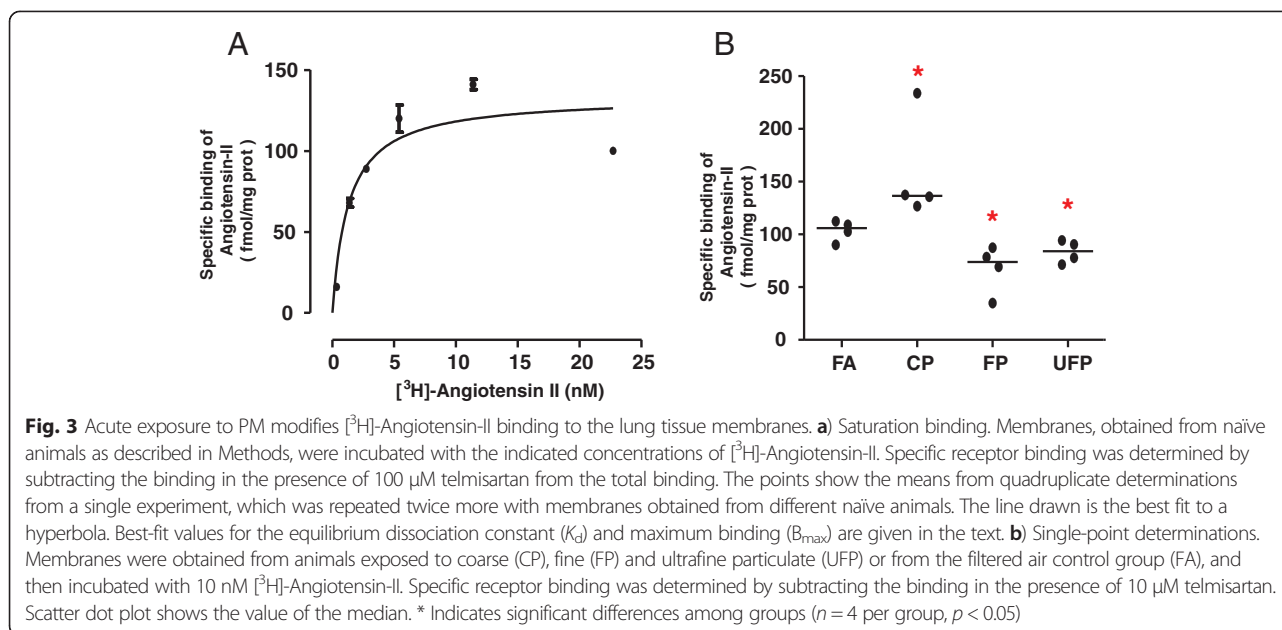 A
Specific binding of
Angiotensin-II
( fmol/mg prot )
150
100
50
0
0 5 10 15 20 25
[³H]-Angiotensin II (nM)
B
Specific binding of
Angiotensin-II
( fmol/mg prot )
250
200
150
100
50
0
*
*
*
FA CP FP UFP
Fig. 3 Acute exposure to PM modifies [³H]-Angiotensin-II binding to the lung tissue membranes. a) Saturation binding. Membranes, obtained from naïve
animals as described in Methods, were incubated with the indicated concentrations of [³H]-Angiotensin-II. Specific receptor binding was determined by
subtracting the binding in the presence of 100 μM telmisartan from the total binding. The points show the means from quadruplicate determinations
from a single experiment, which was repeated twice more with membranes obtained from different naïve animals. The line drawn is the best fit to a
hyperbola. Best-fit values for the equilibrium dissociation constant (Kd) and maximum binding (Bmax) are given in the text. b) Single-point determinations.
Membranes were obtained from animals exposed to coarse (CP), fine (FP) and ultrafine particulate (UFP) or from the filtered air control group (FA), and
then incubated with 10 nM [³H]-Angiotensin-II. Specific receptor binding was determined by subtracting the binding in the presence of 10 μM telmisartan.
Scatter dot plot shows the value of the median. * Indicates significant differences among groups (n = 4 per group, p < 0.05)